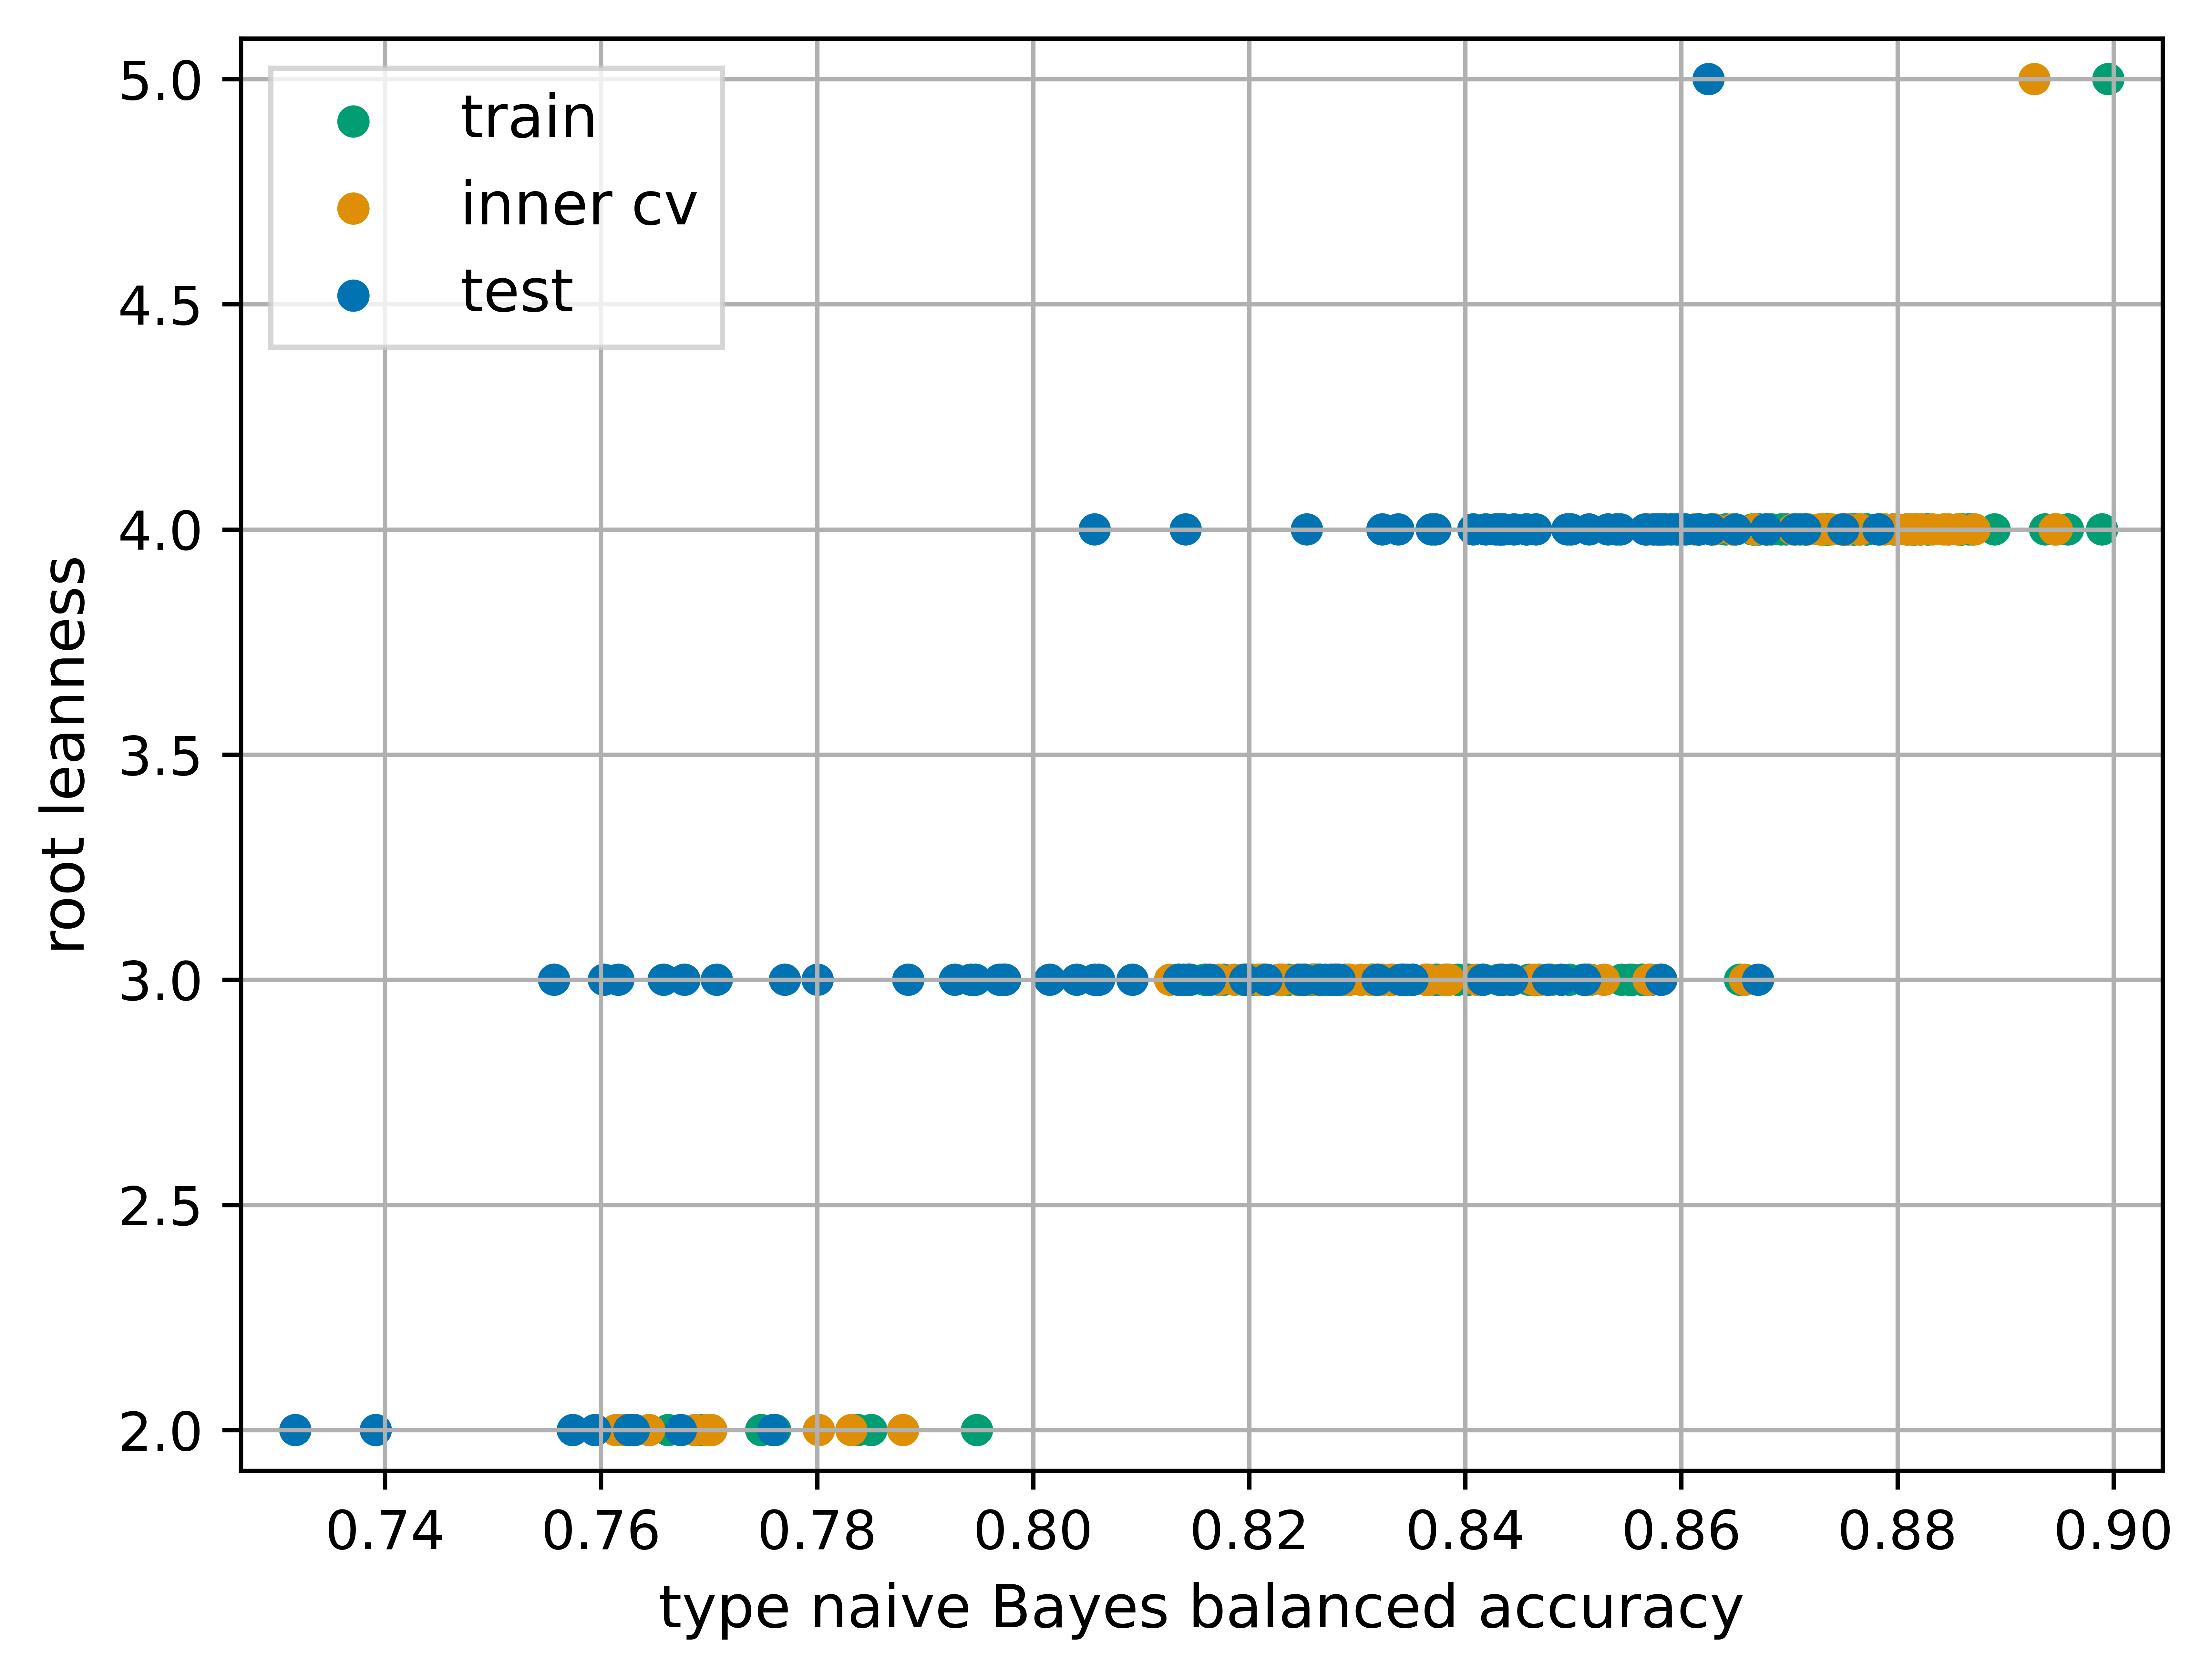 train
inner cv
test
5.0
4.5
4.0
3.5
3.0
2.5
2.0
root leanness
0.74 0.76 0.78 0.80 0.82 0.84 0.86 0.88 0.90
type naive Bayes balanced accuracy